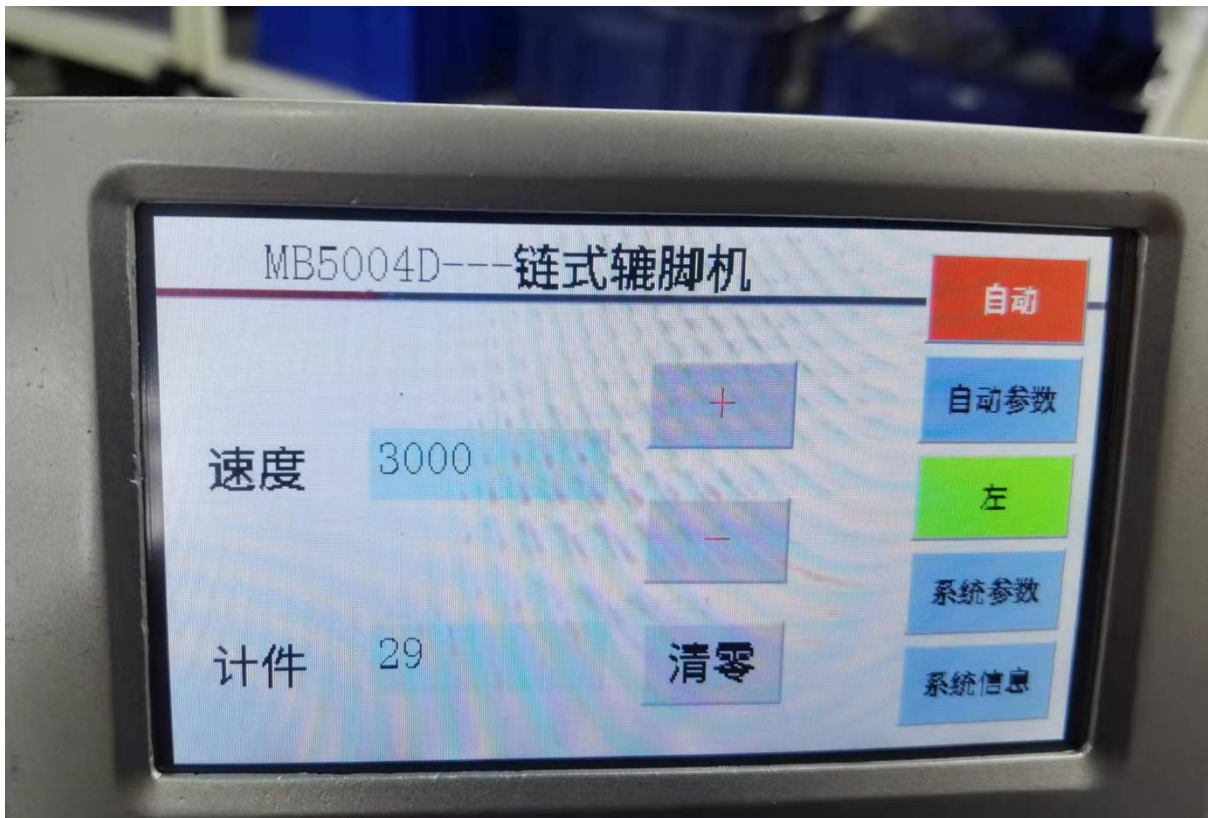 MB5004D---链式辘脚机
自动
自动参数
+
速度 3000
左
-
系统参数
计件 29 清零
系统信息